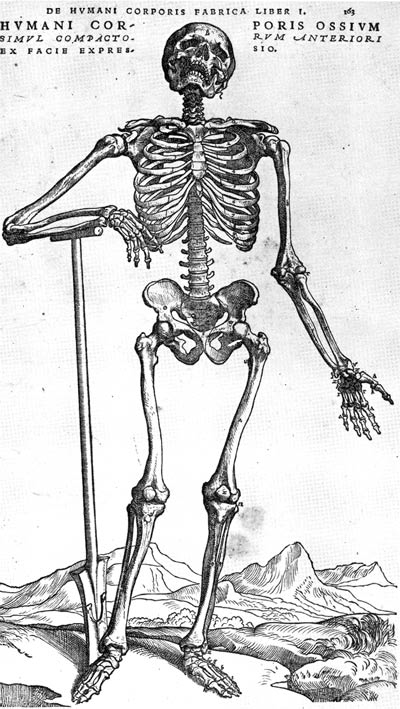 DE HVMANI CORPORIS FABRICA LIBER I. 163
HVMANI COR- PORIS OSSIVM
SIMVL COMPACTO- RVM ANTERIORI
EX FACIE EXPRES- SIO.